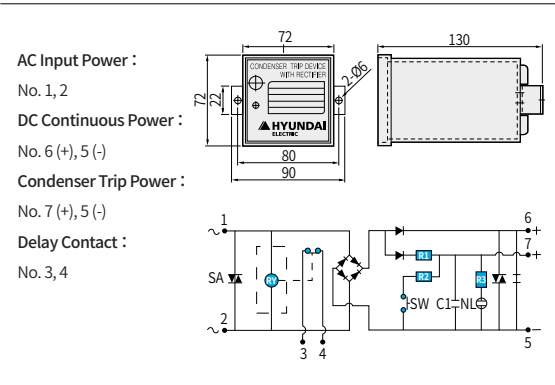 AC Input Power :
No. 1, 2
DC Continuous Power :
No. 6 (+), 5 (-)
Condenser Trip Power :
No. 7 (+), 5 (-)
Delay Contact :
No. 3, 4
72
130
CONDENSER TRIP DEVICE
WITH RECTIFIER
2-Ø6
72
22
HYUNDAI
ELECTRIC
80
90
1
6
7
+
R1
R2
SA
RY
R3
SW
C1
NL
2
3
4
5